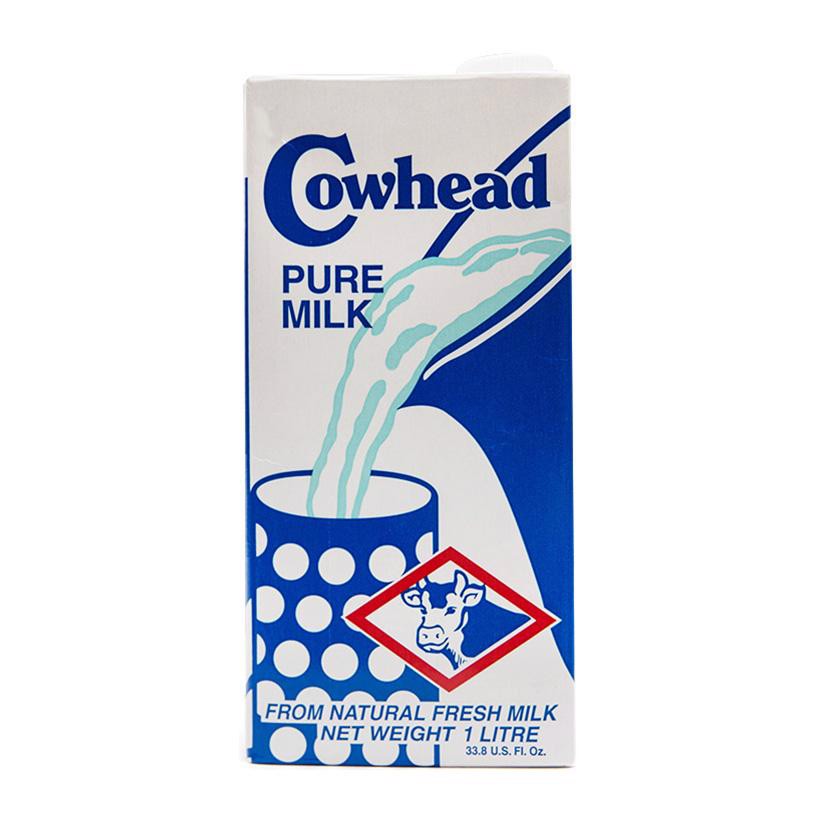 Cowhead
PURE
MILK
FROM NATURAL FRESH MILK
NET WEIGHT 1 LITRE
33.8 U.S. Fl. Oz.